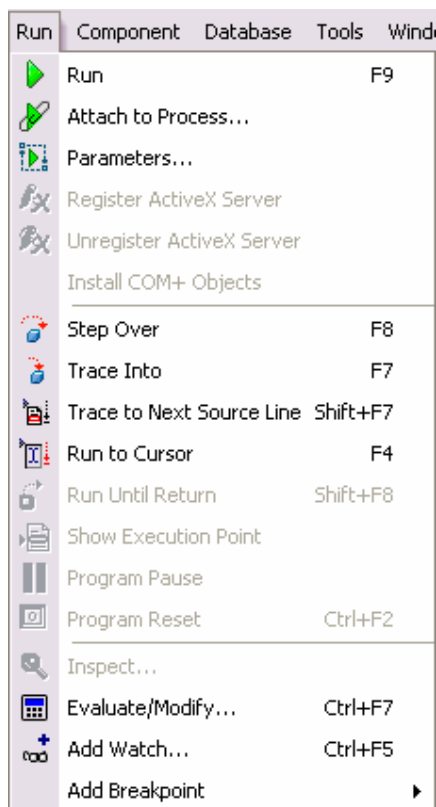 Run Component Database Tools
Run F9
Attach to Process...
Parameters...
Register ActiveX Server
Unregister ActiveX Server
Install COM+ Objects
Step Over F8
Trace Into F7
Trace to Next Source Line Shift+F7
Run to Cursor F4
Run Until Return Shift+F8
Show Execution Point
Program Pause
Program Reset Ctrl+F2
Inspect...
Evaluate/Modify... Ctrl+F7
Add Watch... Ctrl+F5
Add Breakpoint